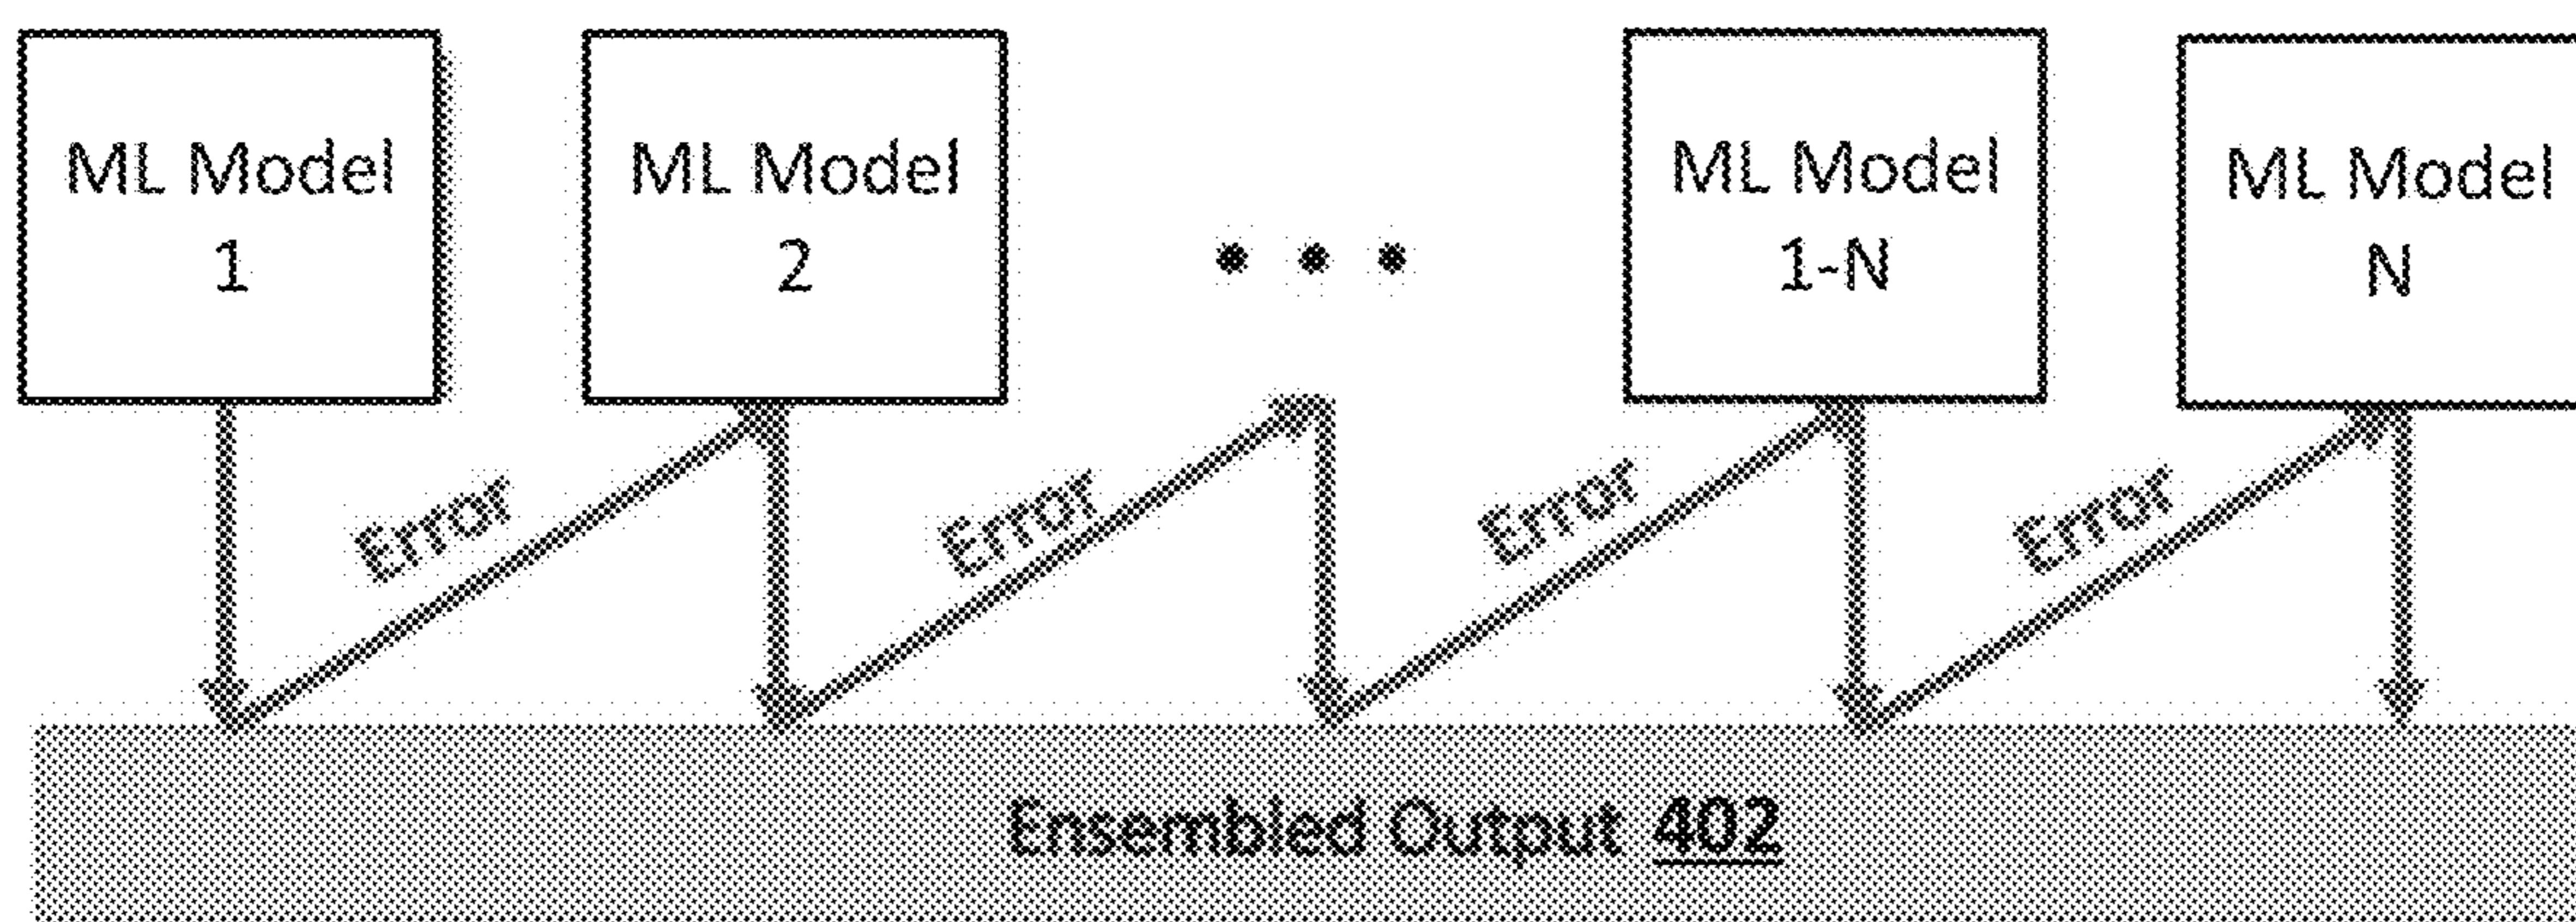 ML Model
1
ML Model
2
ML Model
1-N
ML Model
N
Error
Error
Error
Error
Ensembled Output 402